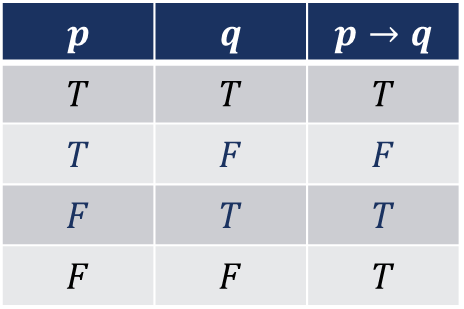 p q p → q
T T T
T F F
F T T
F F T